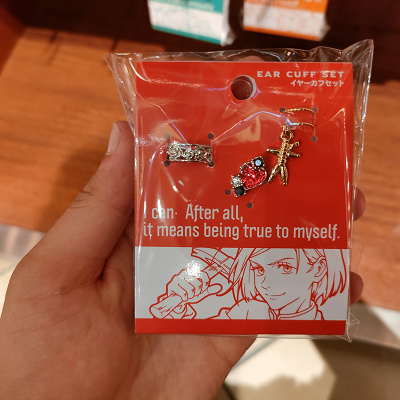 EAR CUFF SET
イヤーカフセット
I can. After all,
it means being true to myself.